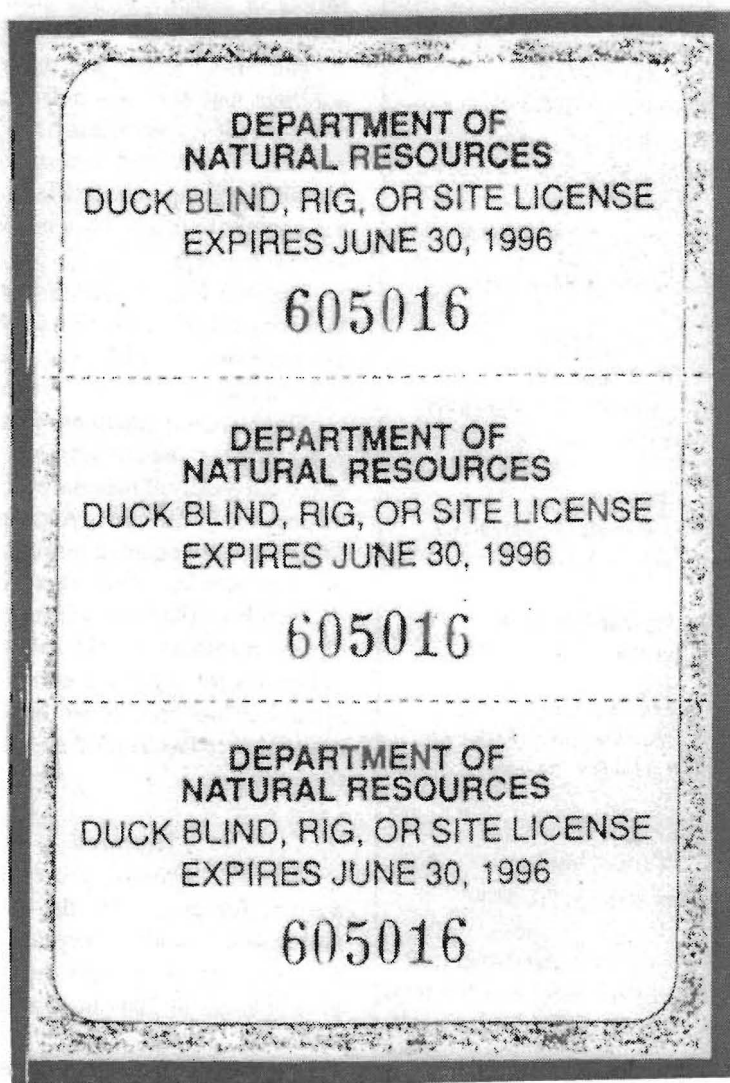 DEPARTMENT OF
NATURAL RESOURCES
DUCK BLIND, RIG, OR SITE LICENSE
EXPIRES JUNE 30, 1996
605016
DEPARTMENT OF
NATURAL RESOURCES
DUCK BLIND, RIG, OR SITE LICENSE
EXPIRES JUNE 30, 1996
605016
DEPARTMENT OF
NATURAL RESOURCES
DUCK BLIND, RIG, OR SITE LICENSE
EXPIRES JUNE 30, 1996
605016